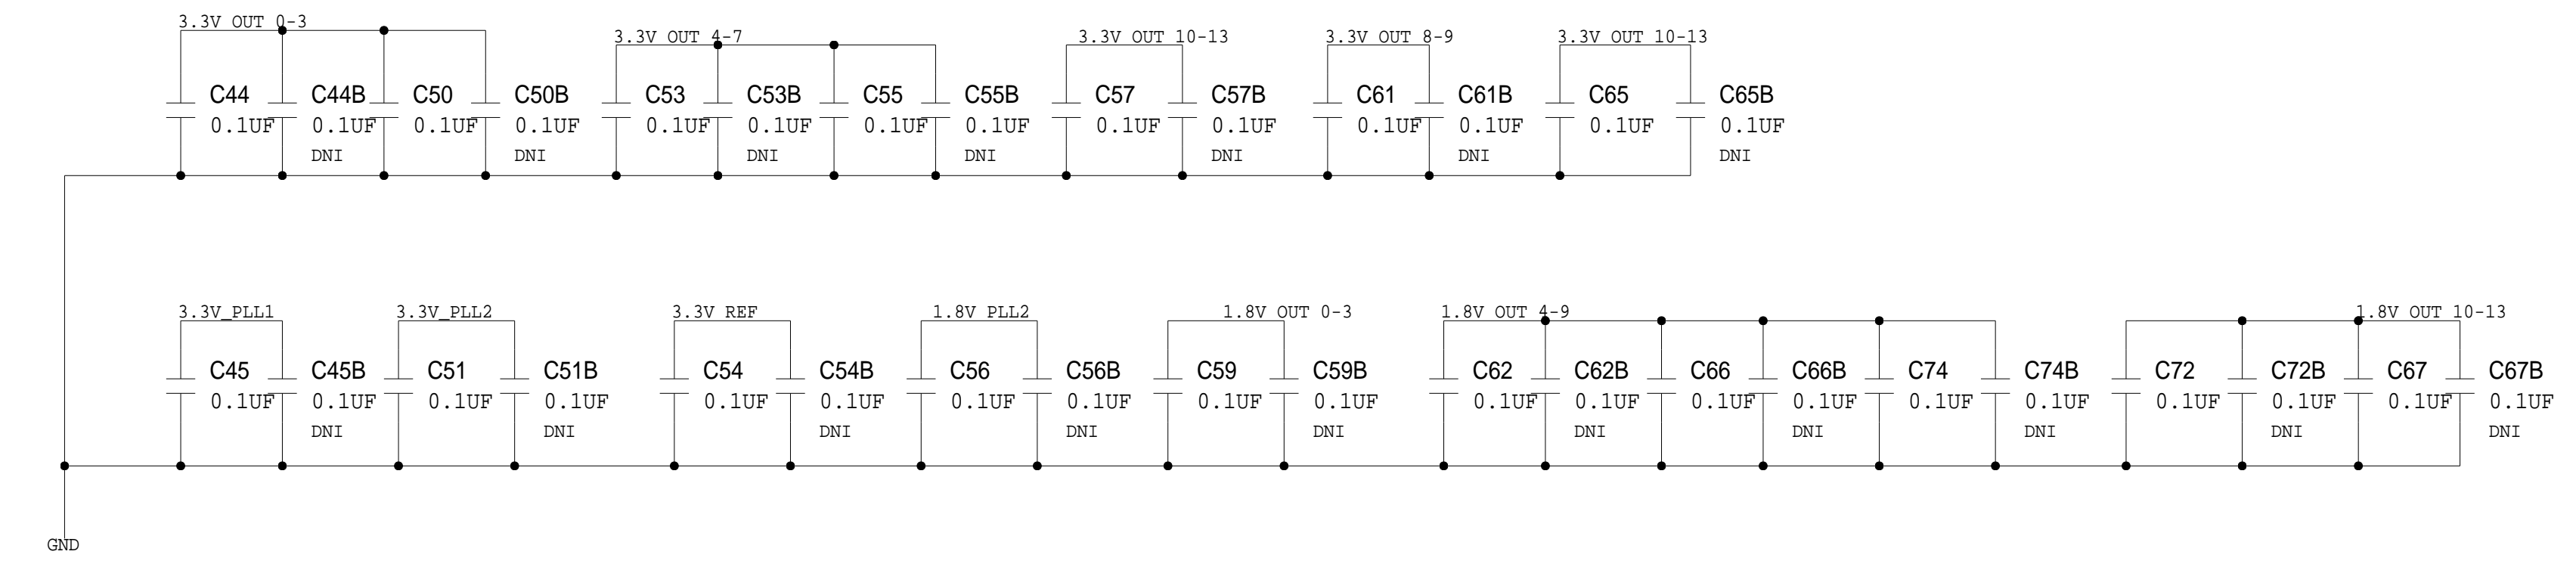 3.3V OUT 0-3
3.3V OUT 4-7
3.3V OUT 10-13
3.3V OUT 8-9
3.3V OUT 10-13
C44 C44B C50 C50B C53 C53B C55 C55B C57 C57B C61 C61B C65 C65B
0.1UF 0.1UF 0.1UF 0.1UF 0.1UF 0.1UF 0.1UF 0.1UF 0.1UF 0.1UF 0.1UF 0.1UF 0.1UF 0.1UF
DNI DNI DNI DNI DNI DNI DNI
3.3V_PLL1 3.3V_PLL2 3.3V REF 1.8V PLL2 1.8V OUT 0-3 1.8V OUT 4-9 1.8V OUT 10-13
C45 C45B C51 C51B C54 C54B C56 C56B C59 C59B C62 C62B C66 C66B C74 C74B C72 C72B C67 C67B
0.1UF 0.1UF 0.1UF 0.1UF 0.1UF 0.1UF 0.1UF 0.1UF 0.1UF 0.1UF 0.1UF 0.1UF 0.1UF 0.1UF 0.1UF 0.1UF 0.1UF 0.1UF 0.1UF 0.1UF
DNI DNI DNI DNI DNI DNI DNI DNI DNI DNI
GND